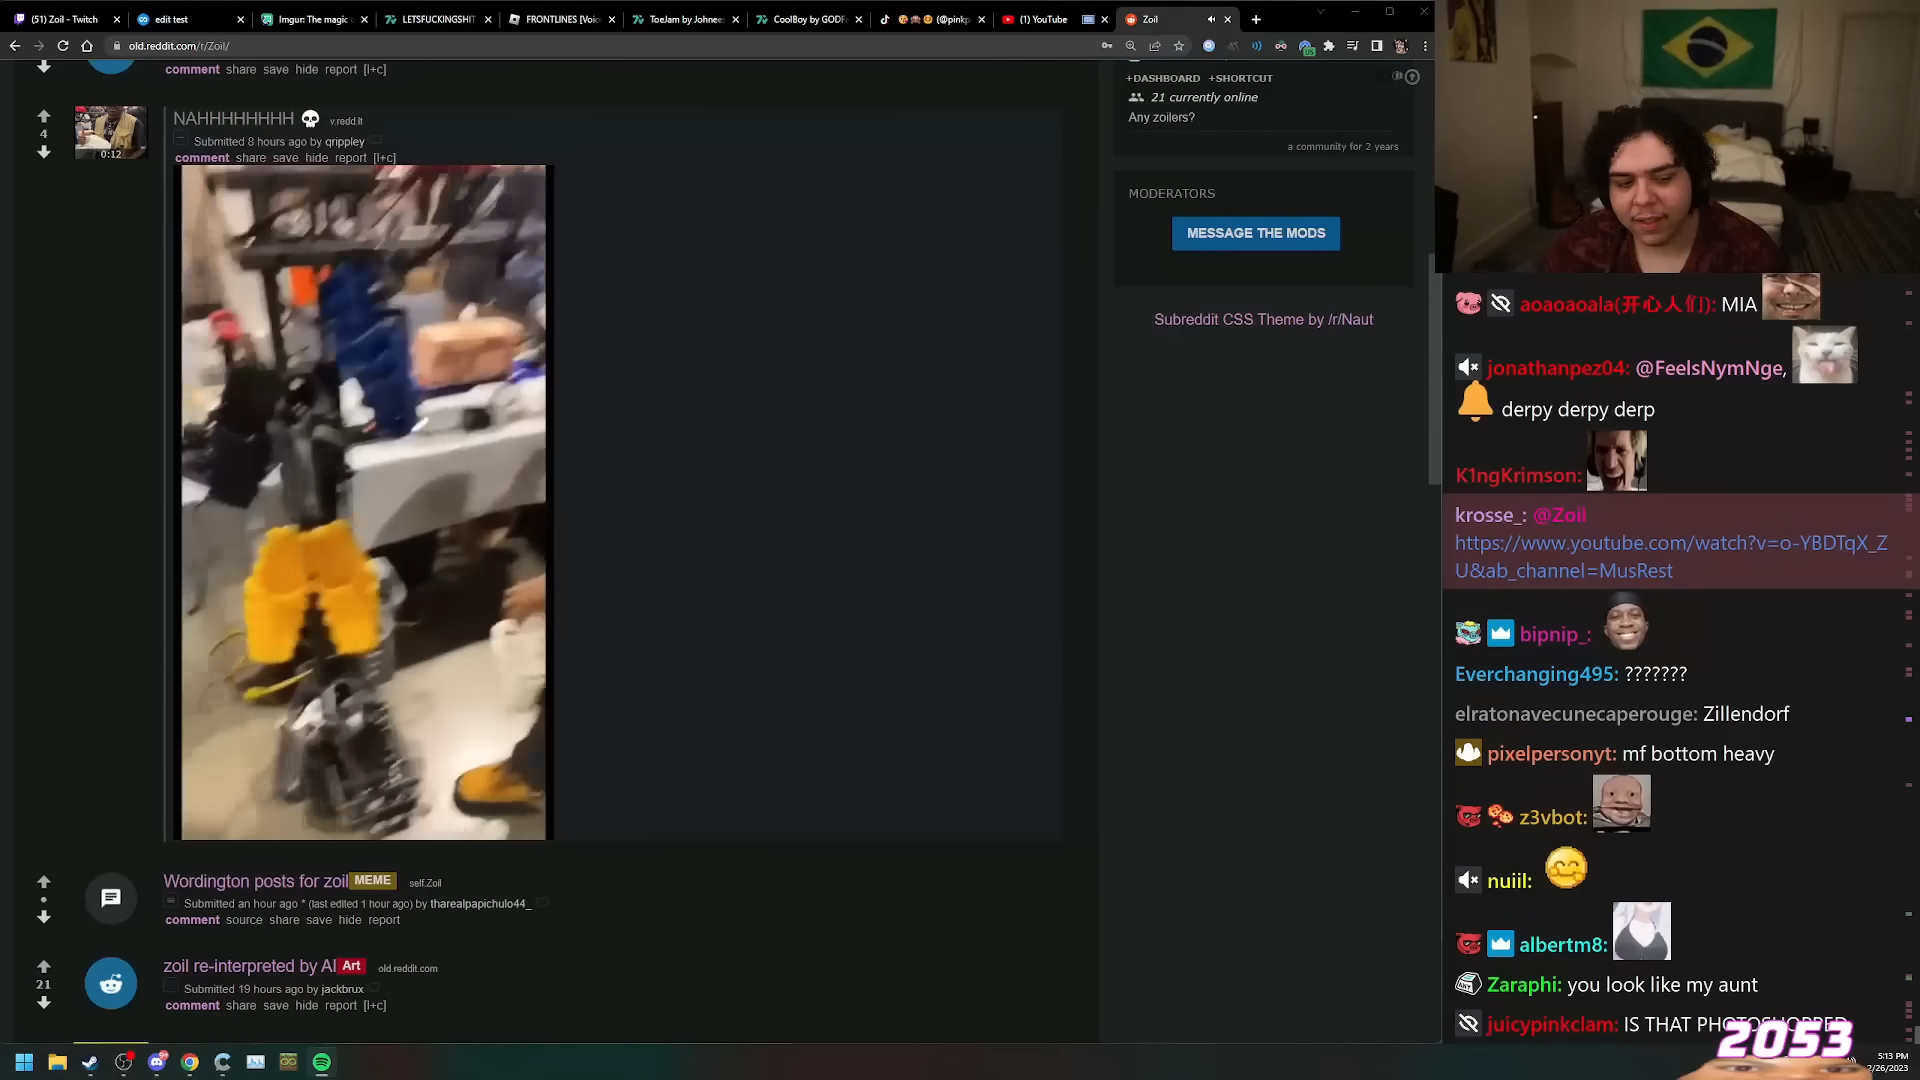 (51) Zoil - Twitch
edit test
Imgur: The magic
LETSFUCKINGSHIT
FRONTLINES [Voice
ToeJam by Johnee
CoolBoy by GODF
(@pinkp
(1) YouTube
Zoil
old.reddit.com/r/Zoil/
comment share save hide report [l+c]
+DASHBOARD +SHORTCUT
21 currently online
Any zoilers?
a community for 2 years
MODERATORS
MESSAGE THE MODS
Subreddit CSS Theme by /r/Naut
4
0:12
NAHHHHHHHH 💀 v.redd.it
Submitted 8 hours ago by qrippley
comment share save hide report [l+c]
Wordington posts for zoil MEME self.Zoil
Submitted an hour ago * (last edited 1 hour ago) by tharealpapichulo44_
comment source share save hide report
21
zoil re-interpreted by AI Art old.reddit.com
Submitted 19 hours ago by jackbrux
comment share save hide report [l+c]
aoaoaoala(开心人们): MIA
jonathanpez04: @FeelsNymNge,
derpy derpy derp
K1ngKrimson:
krosse_: @Zoil
https://www.youtube.com/watch?v=o-YBDTqX_Z
U&ab_channel=MusRest
bipnip_:
Everchanging495: ???????
elratonavecunecaperouge: Zillendorf
pixelpersonyt: mf bottom heavy
z3vbot:
nuiil:
albertm8:
Zaraphi: you look like my aunt
juicypinkclam: IS THAT PHOTOSHOPPED
2053
5:13 PM
2/26/2023